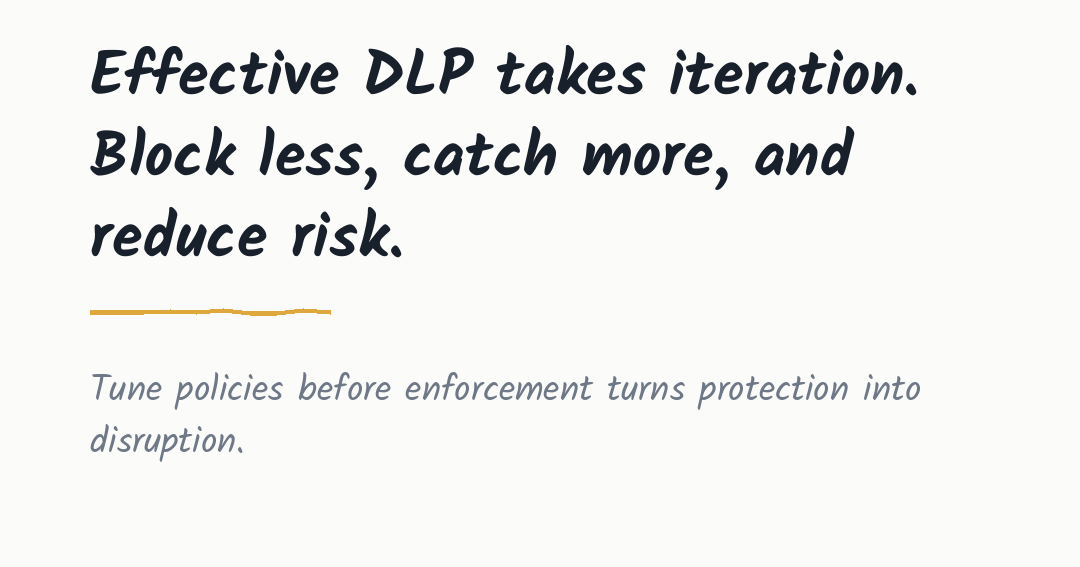 Effective DLP takes iteration.
Block less, catch more, and
reduce risk.
Tune policies before enforcement turns protection into
disruption.